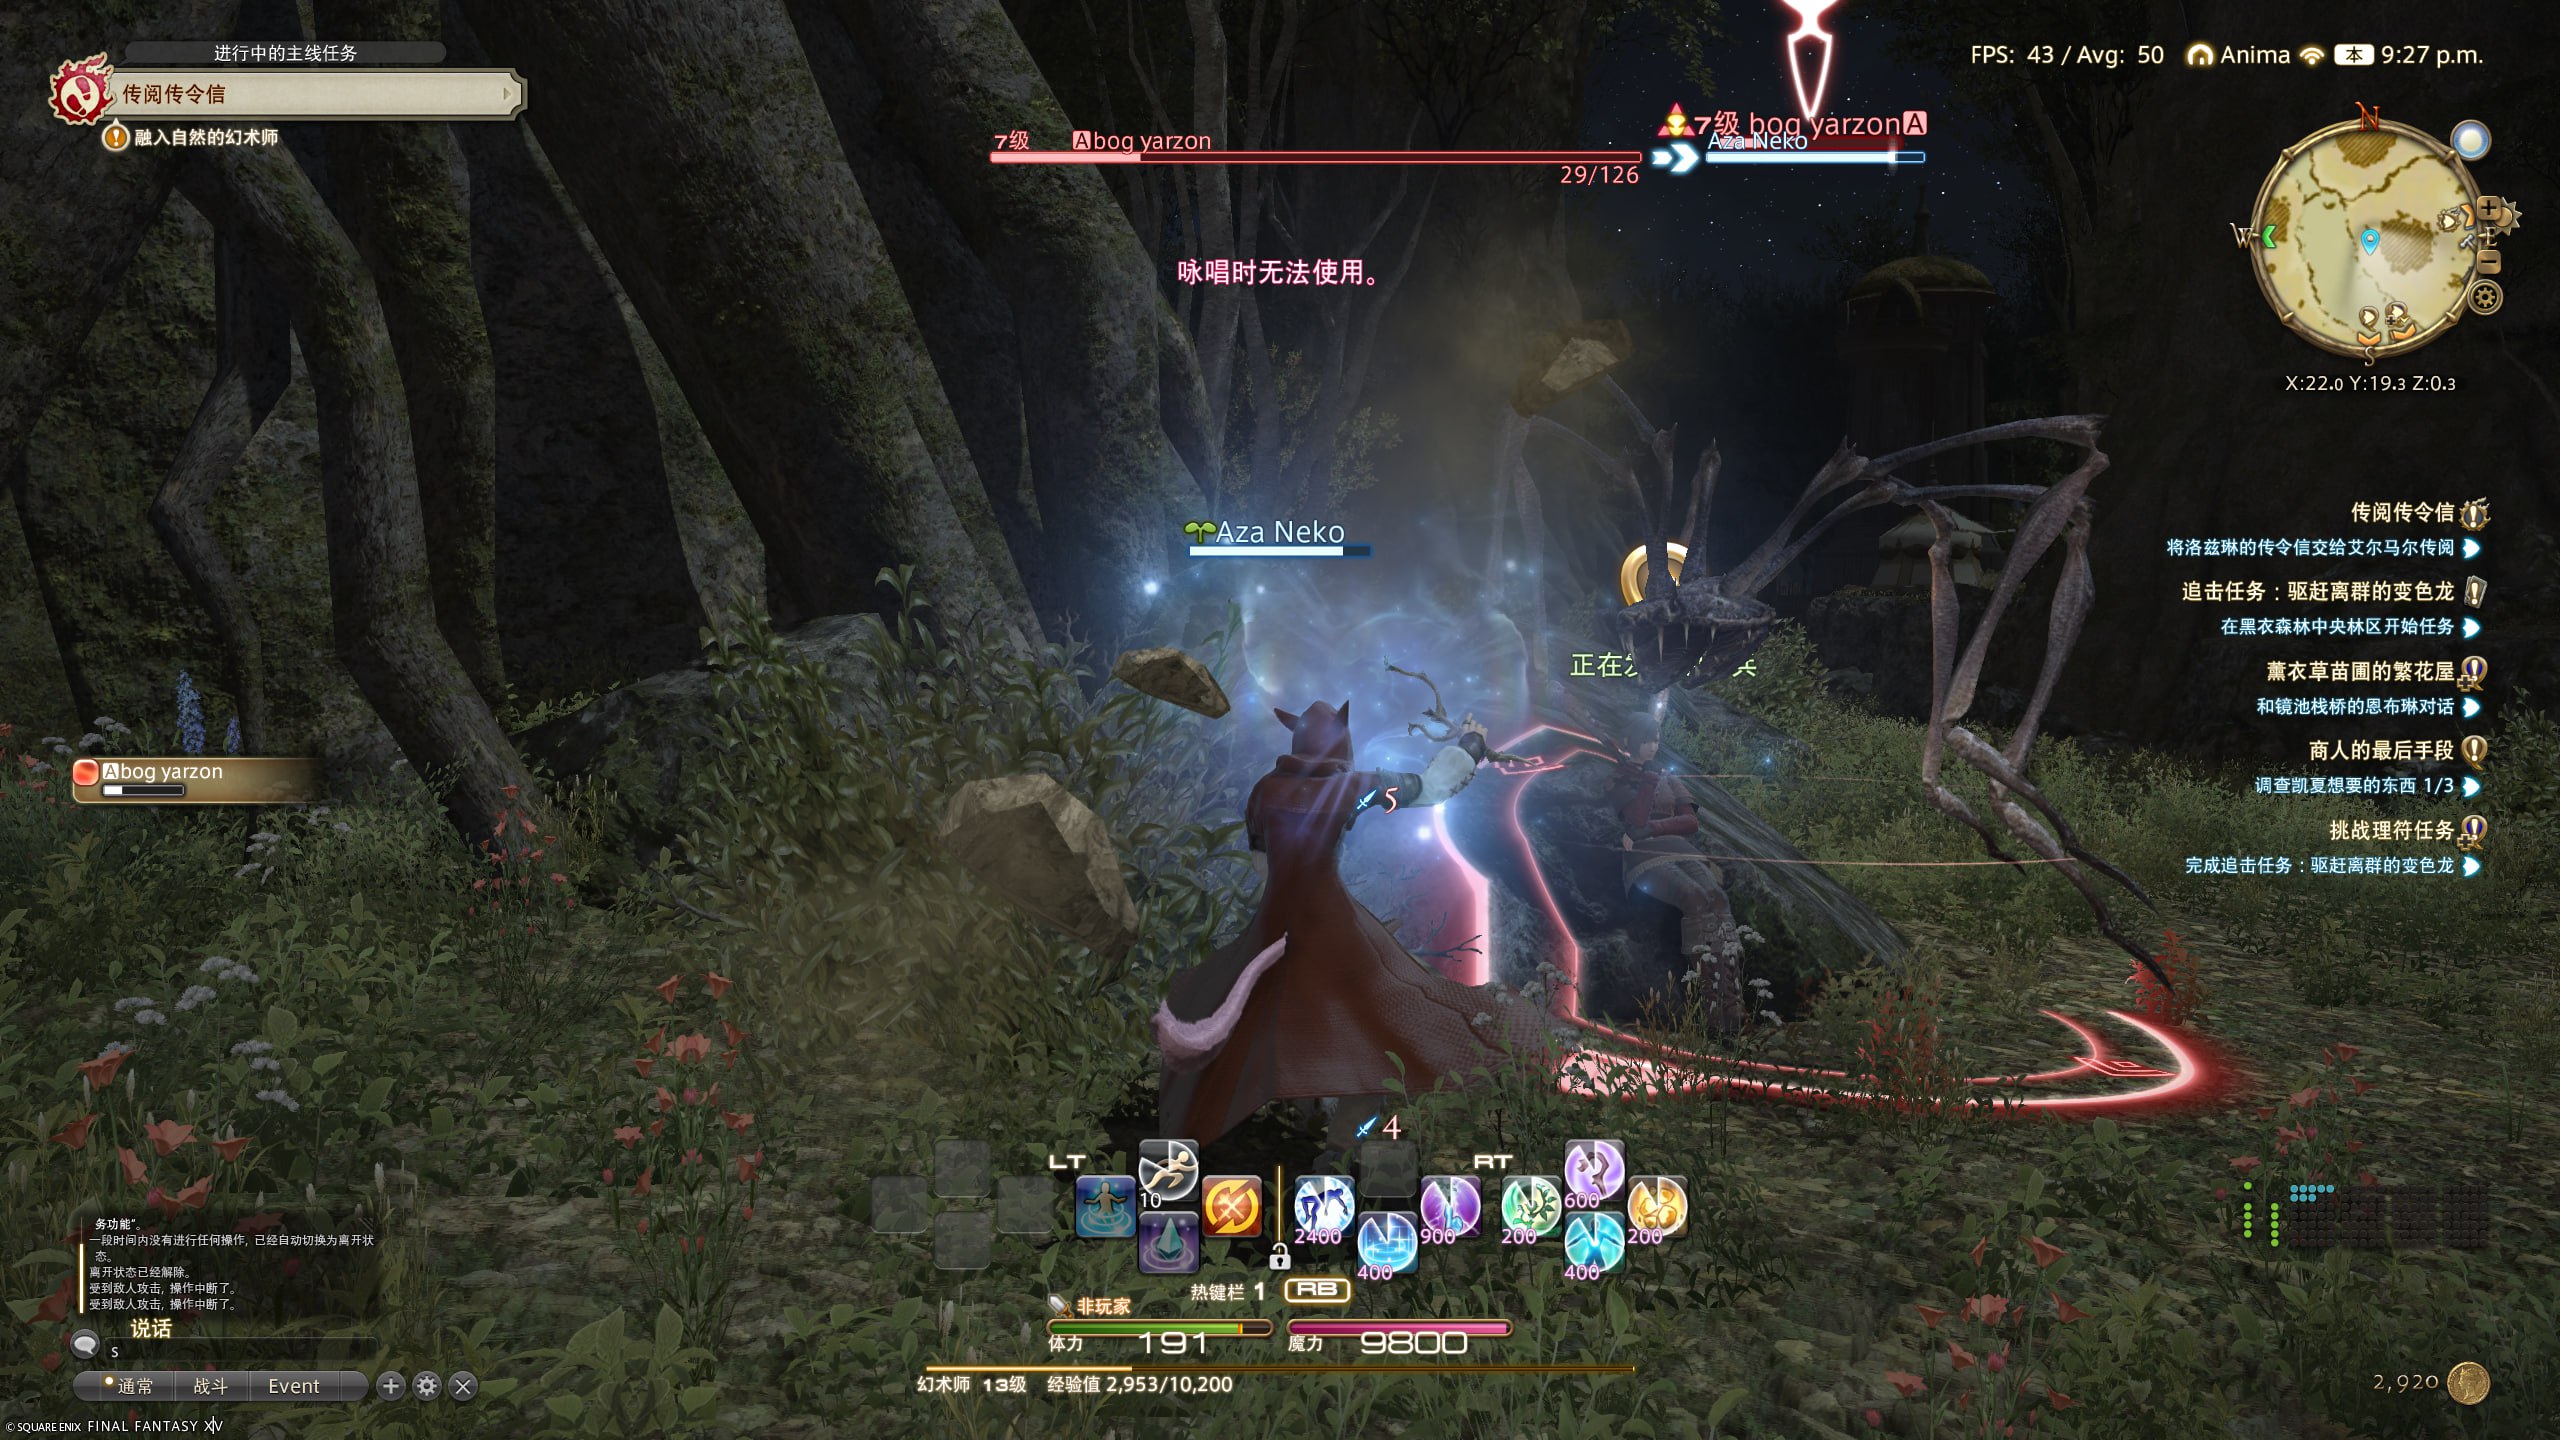 进行中的主线任务
传阅传令信
融入自然的幻术师
FPS: 43 / Avg: 50 Anima 本 9:27 p.m.
7级 A bog yarzon
29/126
7级 bog yarzon A
Aza Neko
N
W
E
S
X:22.0 Y:19.3 Z:0.3
咏唱时无法使用。
Aza Neko
正在
传阅传令信
将洛兹琳的传令信交给艾尔马尔传阅
追击任务：驱赶离群的变色龙
在黑衣森林中央林区开始任务
薰衣草苗圃的繁花屋
和镜池栈桥的恩布琳对话
商人的最后手段
调查凯夏想要的东西 1/3
挑战理符任务
完成追击任务：驱赶离群的变色龙
A bog yarzon
5
4
LT
RT
10
2400
400
900
200
600
400
200
热键栏 1 RB
非玩家
体力 191
魔力 9800
幻术师 13级 经验值 2,953/10,200
务功能”。
一段时间内没有进行任何操作，已经自动切换为离开状
态。
离开状态已经解除。
受到敌人攻击，操作中断了。
受到敌人攻击，操作中断了。
说话
s
通常 战斗 Event
2,920
© SQUARE ENIX FINAL FANTASY XIV